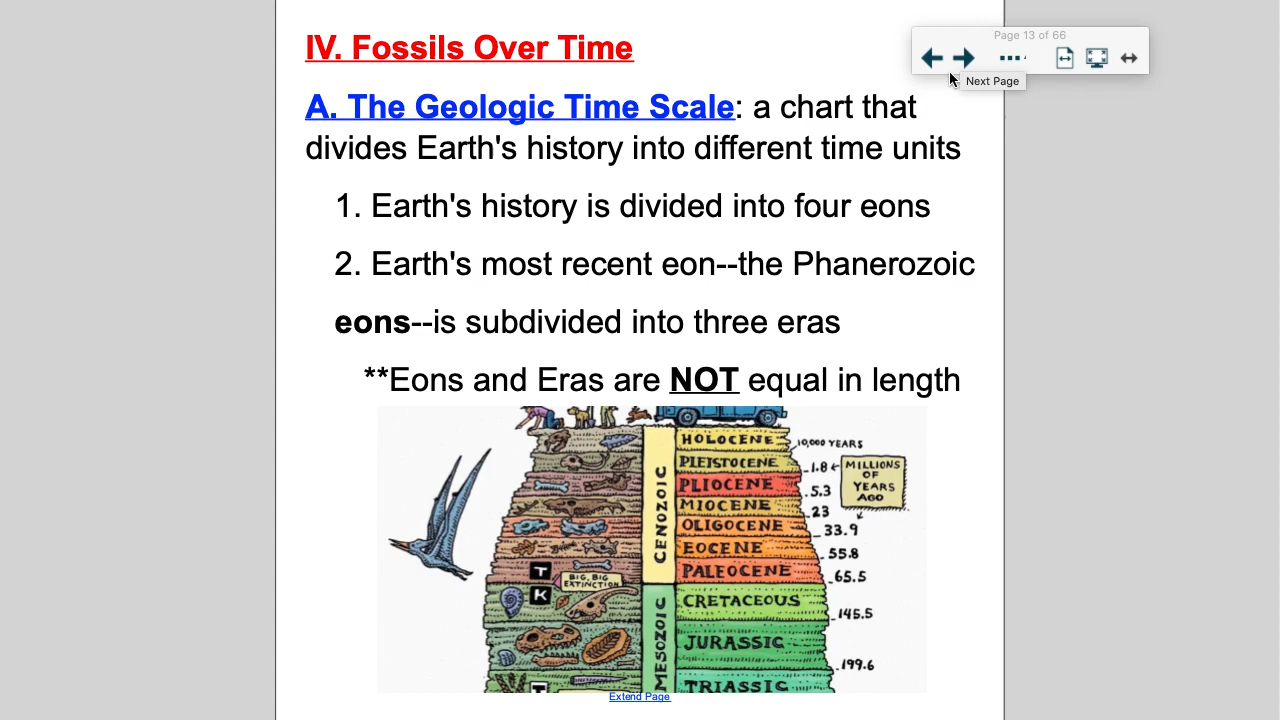 IV. Fossils Over Time
Page 13 of 66
Next Page
A. The Geologic Time Scale: a chart that
divides Earth's history into different time units
1. Earth's history is divided into four eons
2. Earth's most recent eon--the Phanerozoic
eons--is subdivided into three eras
**Eons and Eras are NOT equal in length
HOLOCENE
10,000 YEARS
PLEISTOCENE
1.8
MILLIONS
OF
YEARS
AGO
PLIOCENE
5.3
MIOCENE
23
OLIGOCENE
33.9
EOCENE
55.8
PALEOCENE
65.5
CENOZOIC
T
BIG, BIG
EXTINCTION
K
CRETACEOUS
145.5
JURASSIC
199.6
MESOZOIC
TRIASSIC
T
Extend Page